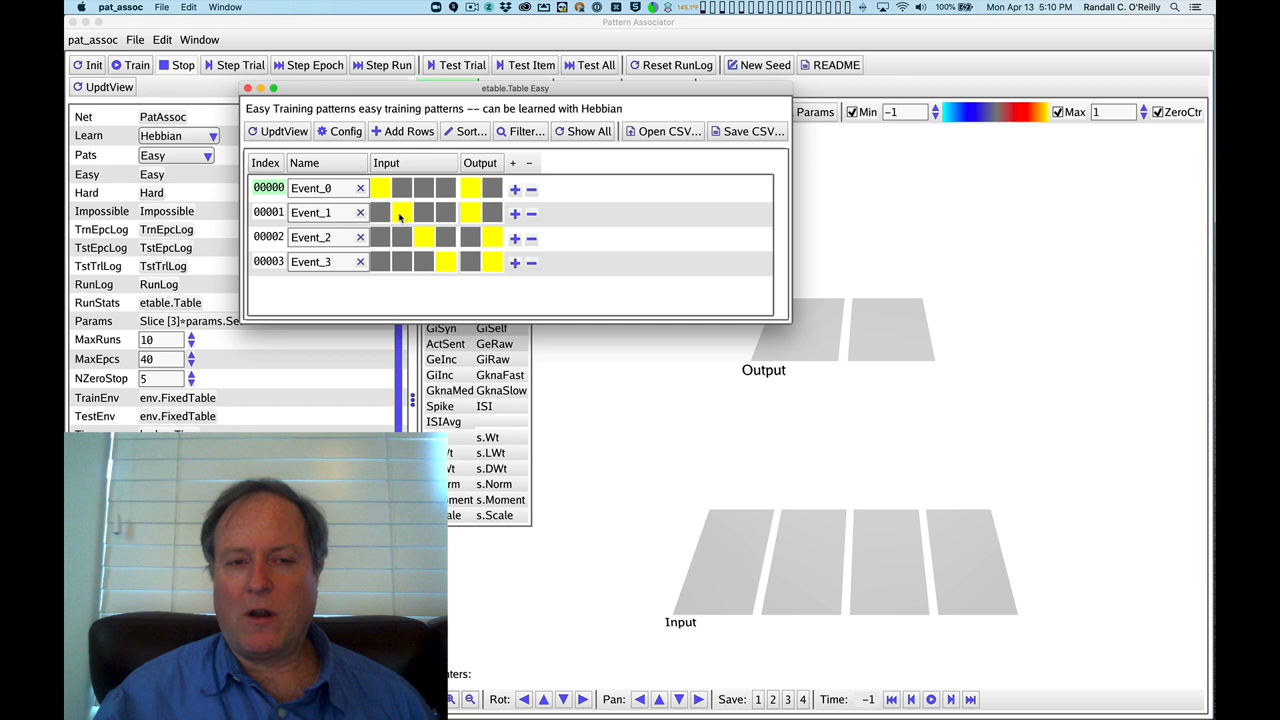 pat_assoc File Edit Window 145.1°F 100% Mon Apr 13 5:10 PM Randall C. O'Reilly
Pattern Associator
pat_assoc File Edit Window
Init Train Stop Step Trial Step Epoch Step Run Test Trial Test Item Test All Reset RunLog New Seed README
UpdtView
etable.Table Easy
Easy Training patterns easy training patterns -- can be learned with Hebbian
UpdtView Config Add Rows Sort... Filter... Show All Open CSV... Save CSV...
Index Name Input Output + −
00000 Event_0
00001 Event_1
00002 Event_2
00003 Event_3
Params Min -1 Max 1 ZeroCtr
Net PatAssoc
Learn Hebbian
Pats Easy
Easy Easy
Hard Hard
Impossible Impossible
TrnEpcLog TrnEpcLog
TstEpcLog TstEpcLog
TstTrlLog TstTrlLog
RunLog RunLog
RunStats etable.Table
Params Slice [3]*params.Se
MaxRuns 10
MaxEpcs 40
NZeroStop 5
TrainEnv env.FixedTable
TestEnv env.FixedTable
GiSyn GiSelf
ActSent GeRaw
GeInc GiRaw
GiInc GknaFast
GknaMed GknaSlow
Spike ISI
ISIAvg
s.Wt
s.LWt
s.DWt
s.Norm
s.Moment
s.Scale
Output
Input
Rot: Pan: Save: 1 2 3 4 Time: -1